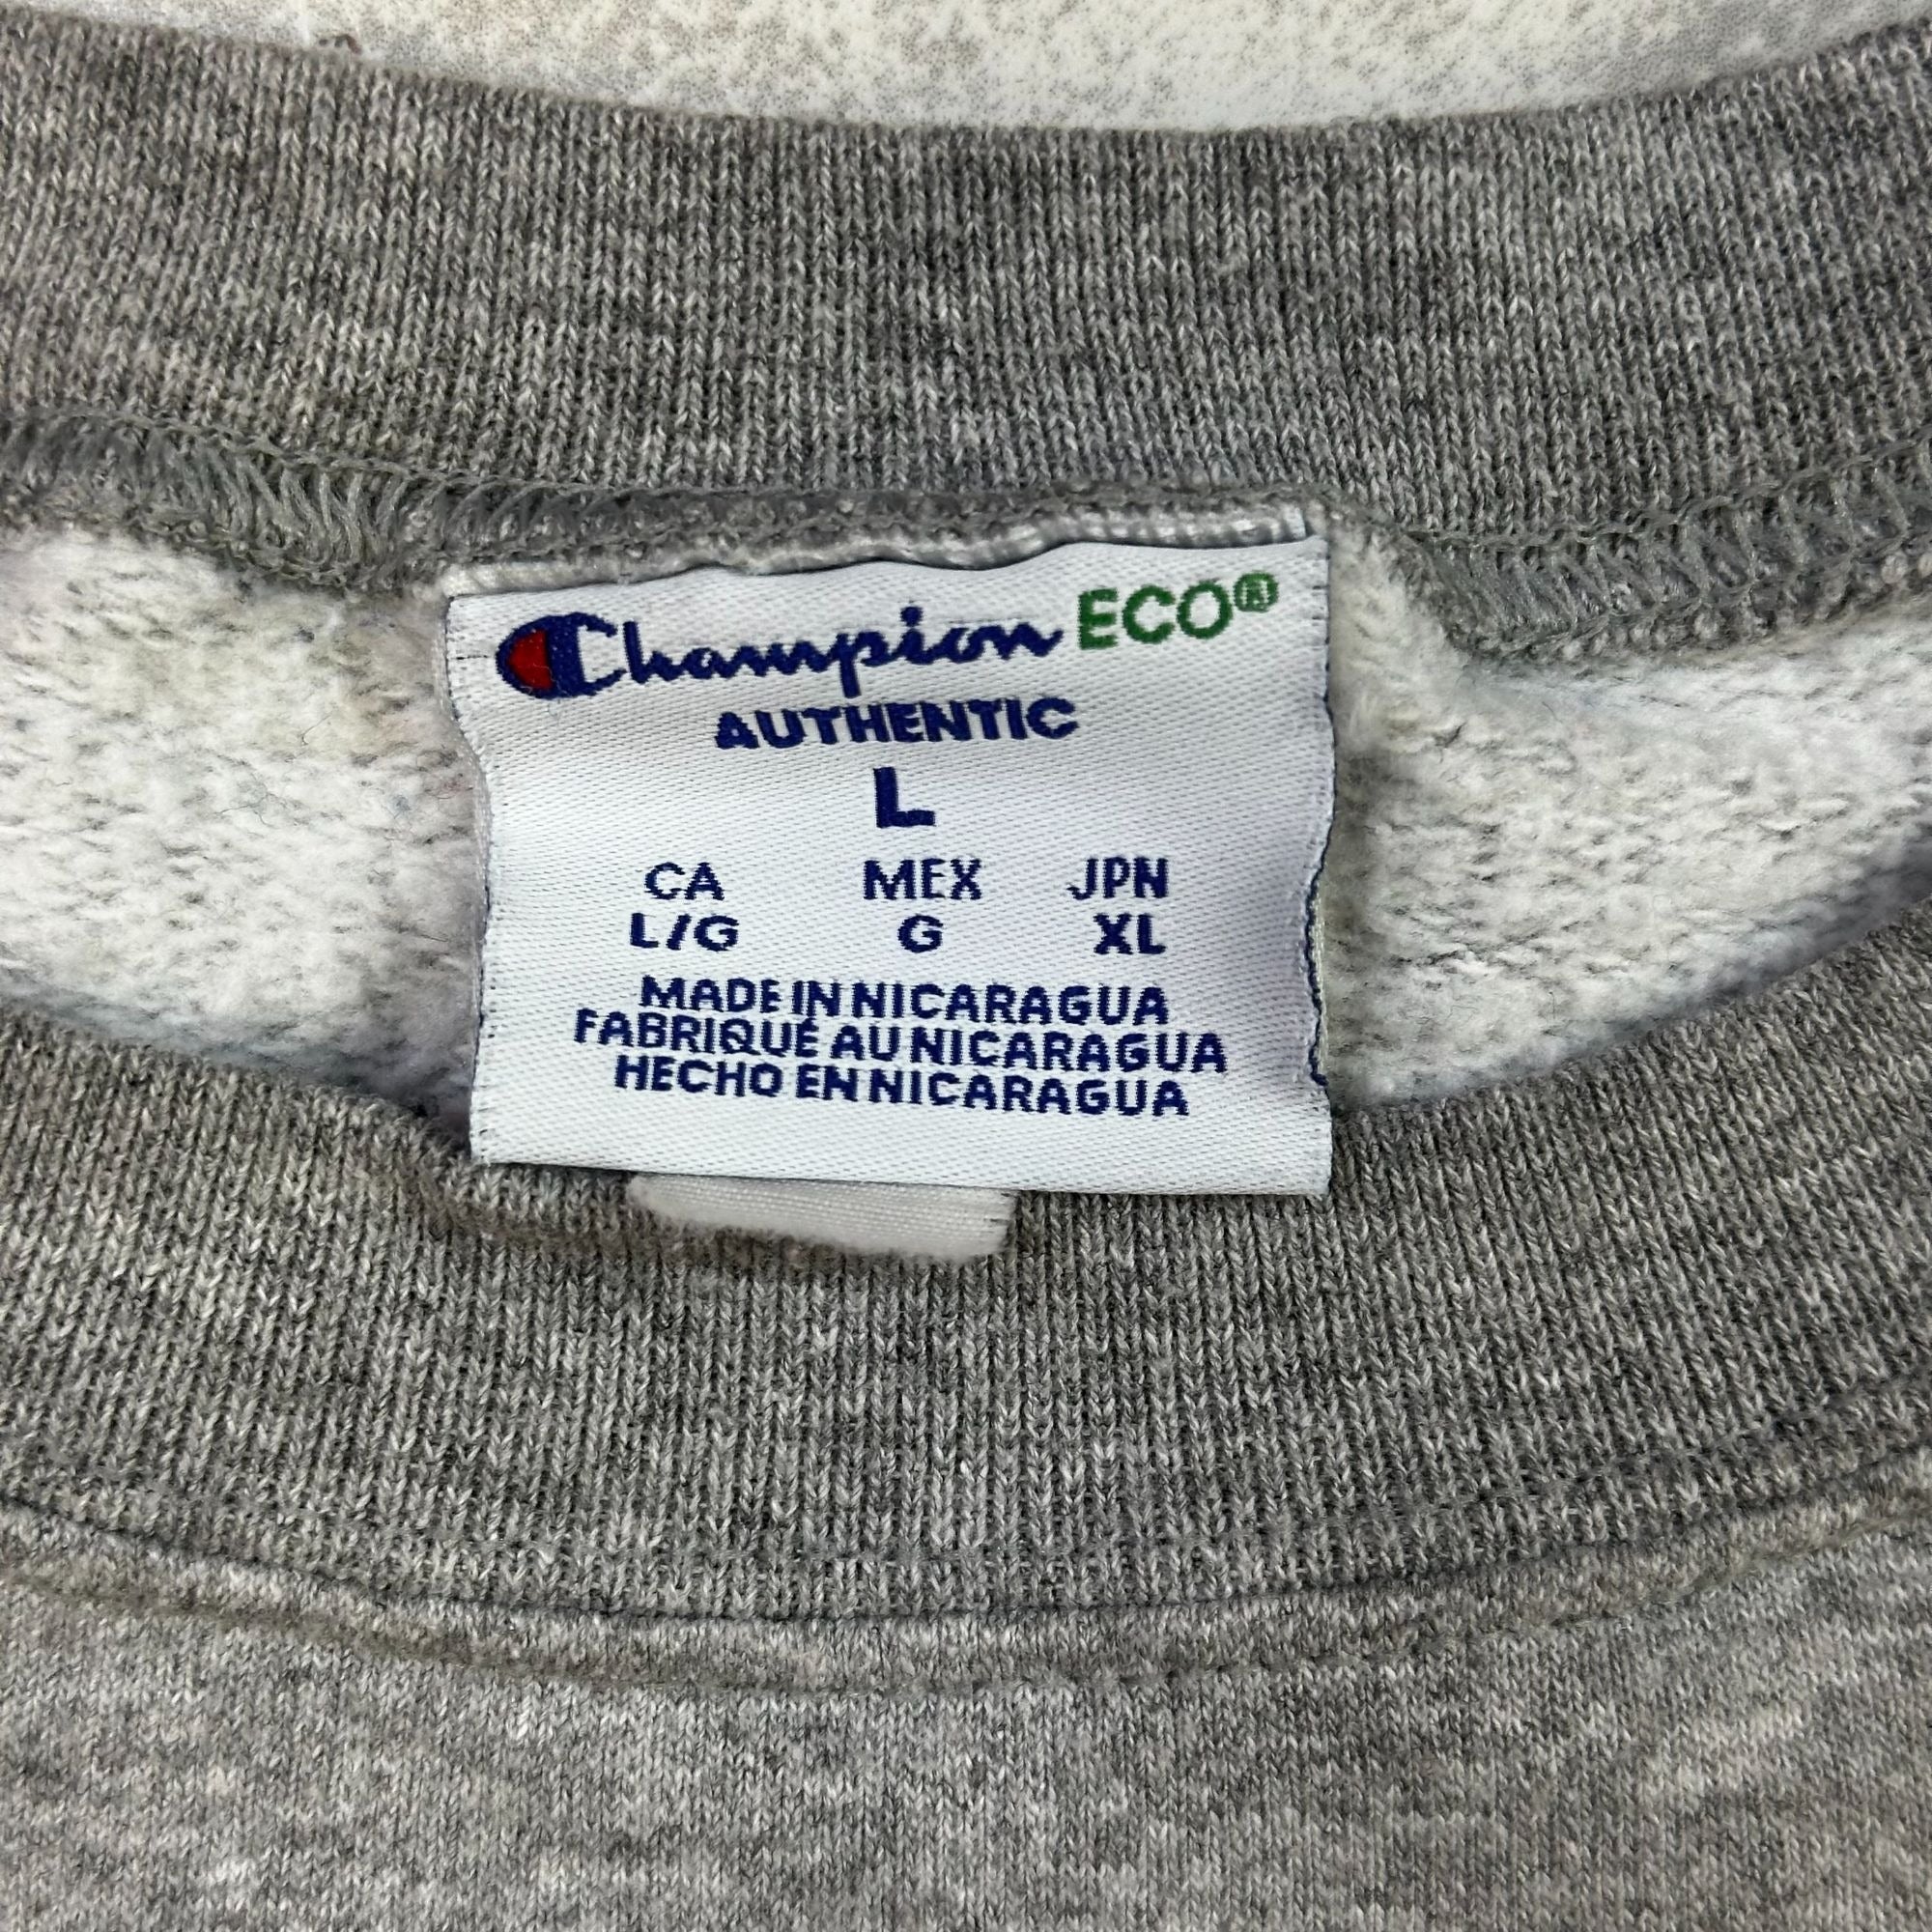 Champion ECO®
AUTHENTIC
L
CA MEX JPN
L/G G XL
MADE IN NICARAGUA
FABRIQUÉ AU NICARAGUA
HECHO EN NICARAGUA